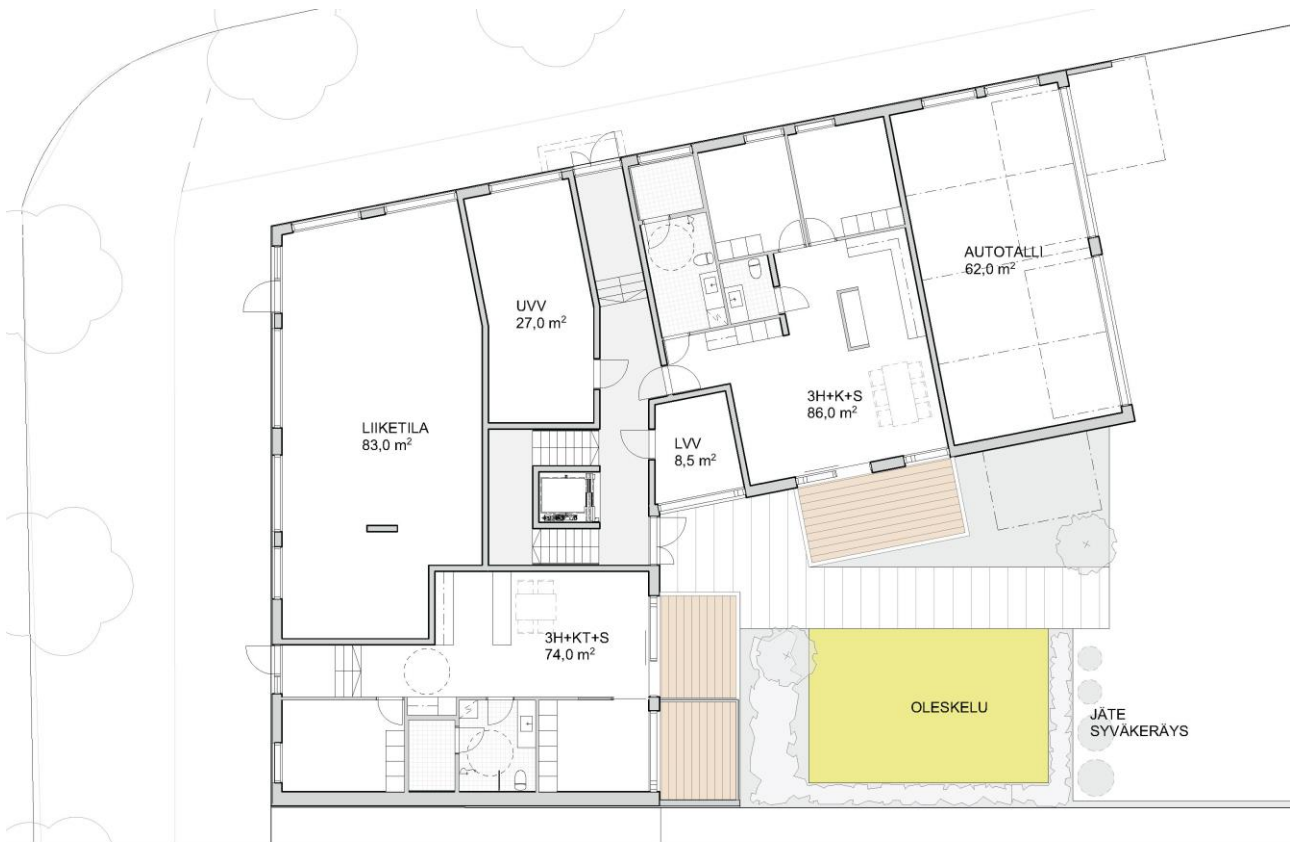 AUTOTALLI
62,0 m²
UVV
27,0 m²
3H+K+S
86,0 m²
LIIKETILA
83,0 m²
LVV
8,5 m²
3H+KT+S
74,0 m²
OLESKELU
JÄTE
SYVÄKERÄYS